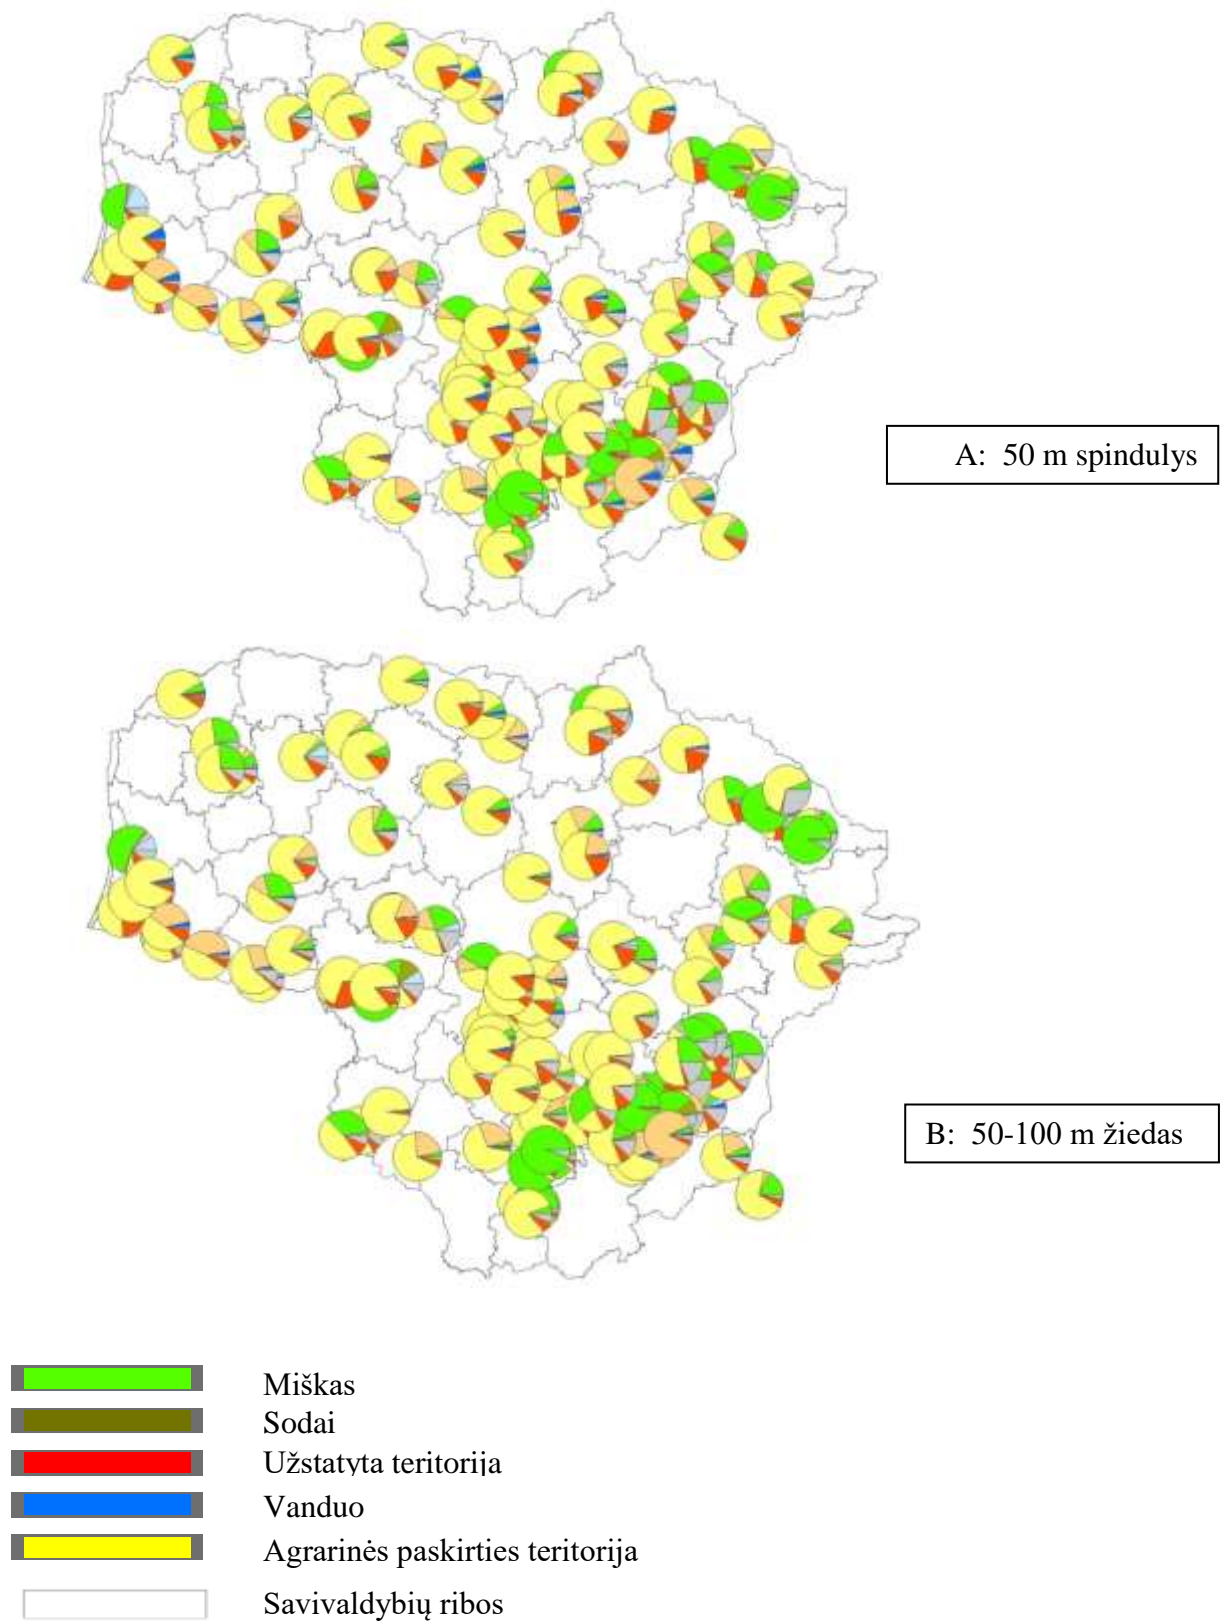 A: 50 m spindulys
B: 50-100 m žiedas
Miškas
Sodai
Užstatyta teritorija
Vanduo
Agrarinės paskirties teritorija
Savivaldybių ribos